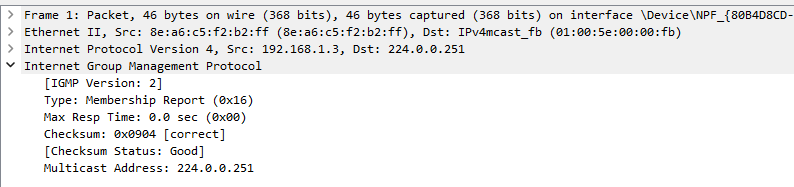 Frame 1: Packet, 46 bytes on wire (368 bits), 46 bytes captured (368 bits) on interface \Device\NPF_{80B4D8CD-
Ethernet II, Src: 8e:a6:c5:f2:b2:ff (8e:a6:c5:f2:b2:ff), Dst: IPv4mcast_fb (01:00:5e:00:00:fb)
Internet Protocol Version 4, Src: 192.168.1.3, Dst: 224.0.0.251
Internet Group Management Protocol
[IGMP Version: 2]
Type: Membership Report (0x16)
Max Resp Time: 0.0 sec (0x00)
Checksum: 0x0904 [correct]
[Checksum Status: Good]
Multicast Address: 224.0.0.251